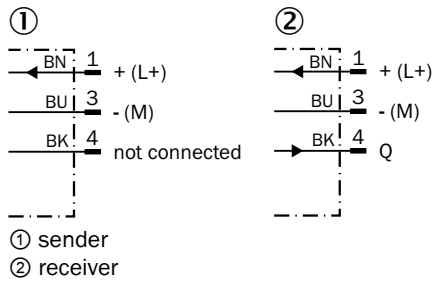 ① ②
BN 1 + (L+) BN 1 + (L+)
BU 3 - (M) BU 3 - (M)
BK 4 not connected BK 4 Q
① sender
② receiver